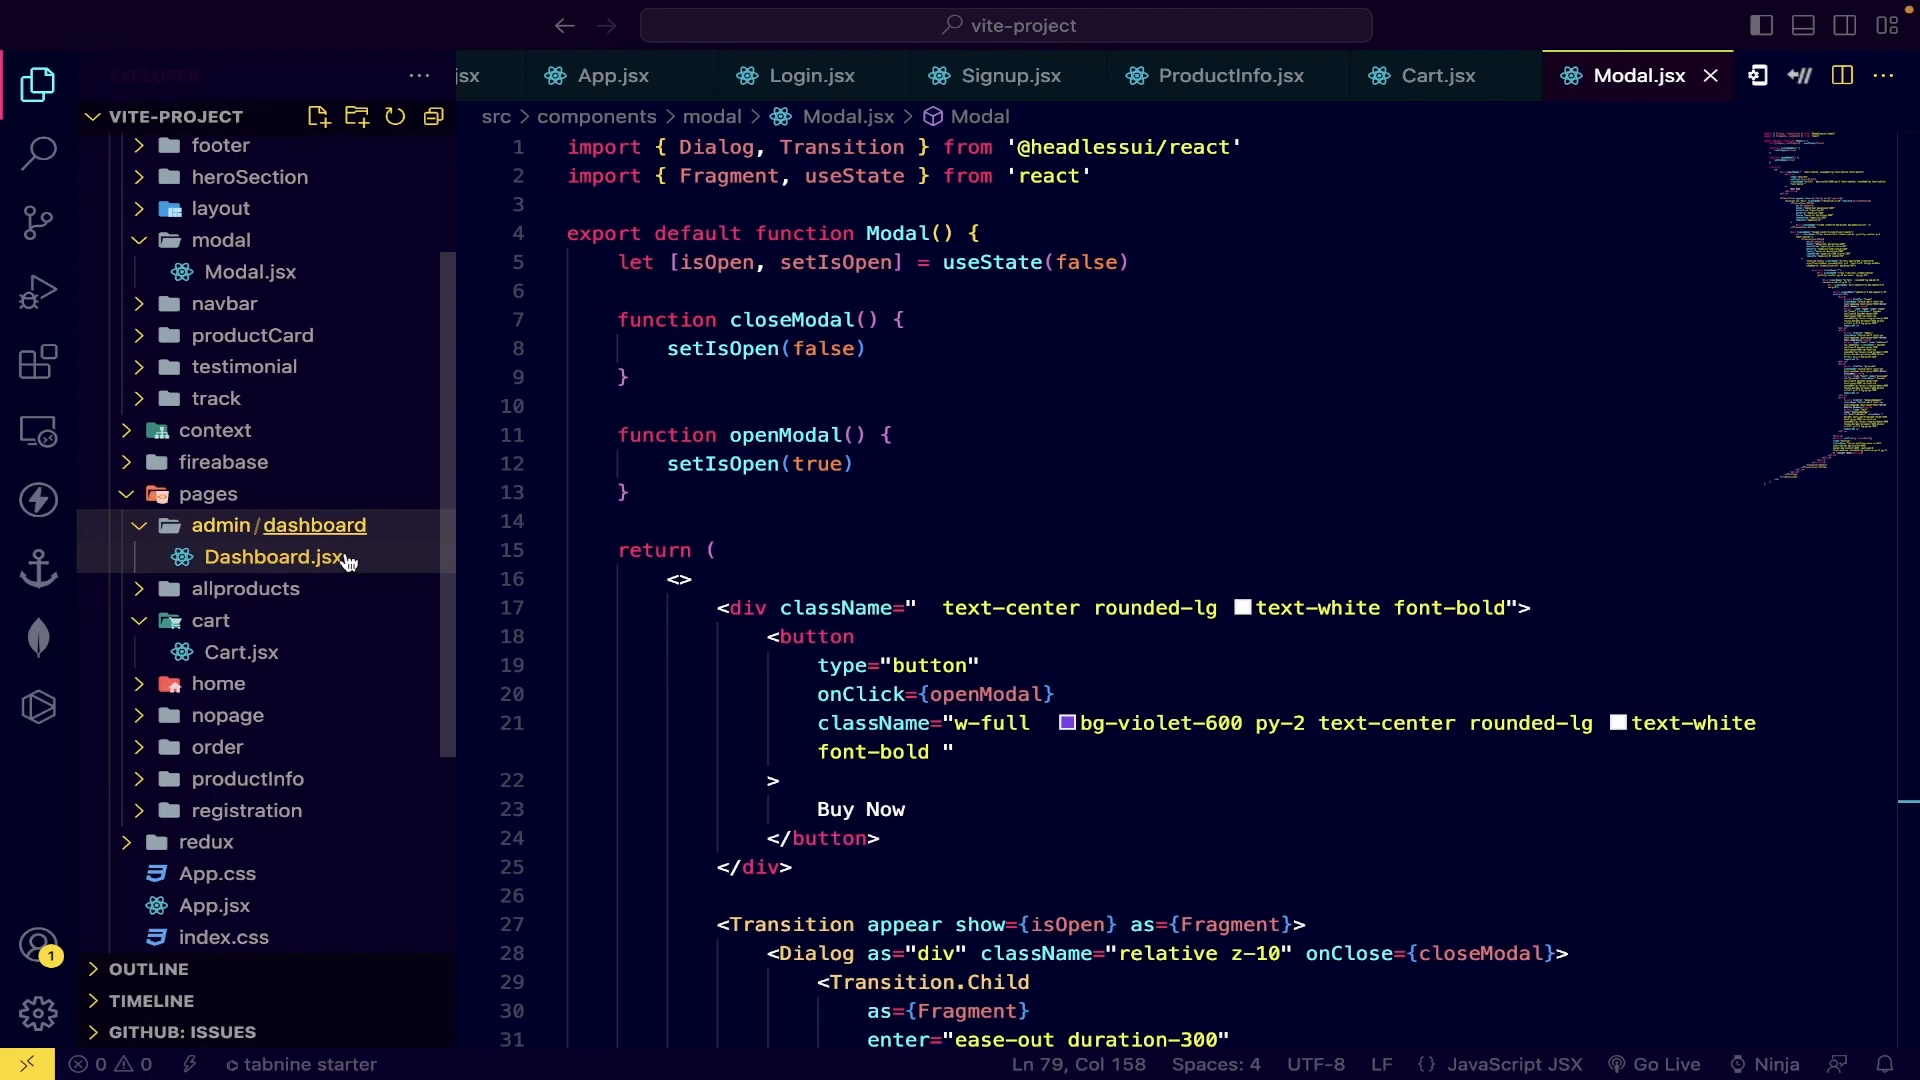 vite-project
EXPLORER
jsx
App.jsx
Login.jsx
Signup.jsx
ProductInfo.jsx
Cart.jsx
Modal.jsx
VITE-PROJECT
src > components > modal > Modal.jsx > Modal
footer
heroSection
layout
modal
Modal.jsx
navbar
productCard
testimonial
track
context
fireabase
pages
admin / dashboard
Dashboard.jsx
allproducts
cart
Cart.jsx
home
nopage
order
productInfo
registration
redux
App.css
App.jsx
index.css
OUTLINE
TIMELINE
GITHUB: ISSUES
1
1 import { Dialog, Transition } from '@headlessui/react'
2 import { Fragment, useState } from 'react'
3
4 export default function Modal() {
5 let [isOpen, setIsOpen] = useState(false)
6
7 function closeModal() {
8 setIsOpen(false)
9 }
10
11 function openModal() {
12 setIsOpen(true)
13 }
14
15 return (
16 <>
17 <div className="  text-center rounded-lg text-white font-bold">
18 <button
19 type="button"
20 onClick={openModal}
21 className="w-full  bg-violet-600 py-2 text-center rounded-lg text-white
font-bold "
22 >
23 Buy Now
24 </button>
25 </div>
26
27 <Transition appear show={isOpen} as={Fragment}>
28 <Dialog as="div" className="relative z-10" onClose={closeModal}>
29 <Transition.Child
30 as={Fragment}
31 enter="ease-out duration-300"
0 0 tabnine starter
Ln 79, Col 158 Spaces: 4 UTF-8 LF {} JavaScript JSX Go Live Ninja